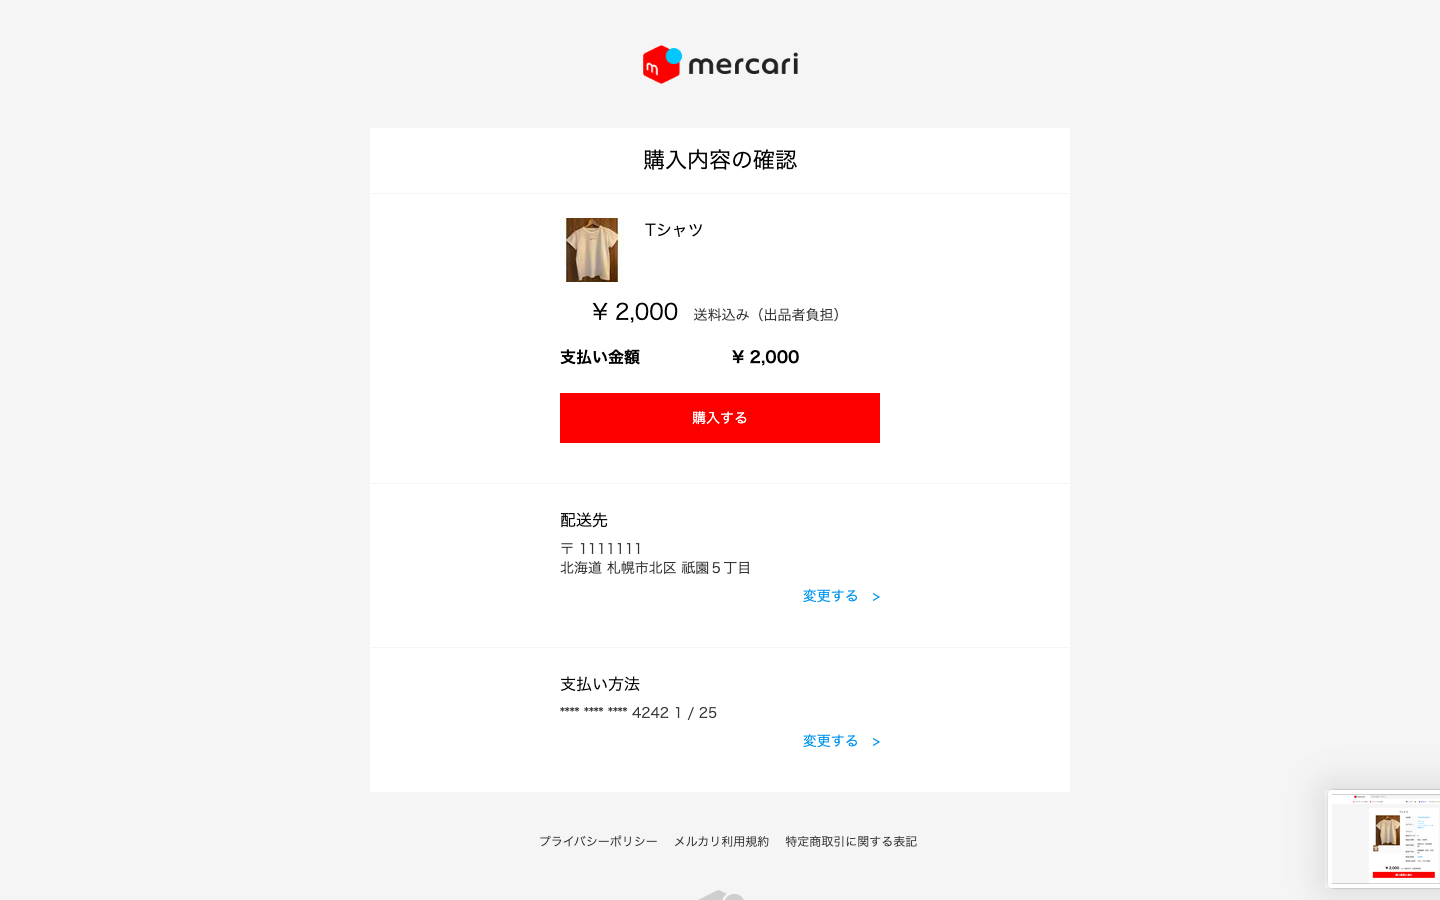 mercari
購入内容の確認
Tシャツ
¥ 2,000 送料込み（出品者負担）
支払い金額 ¥ 2,000
購入する
配送先
〒 1111111
北海道 札幌市北区 祇園５丁目
変更する >
支払い方法
**** **** **** 4242 1 / 25
変更する >
プライバシーポリシー メルカリ利用規約 特定商取引に関する表記